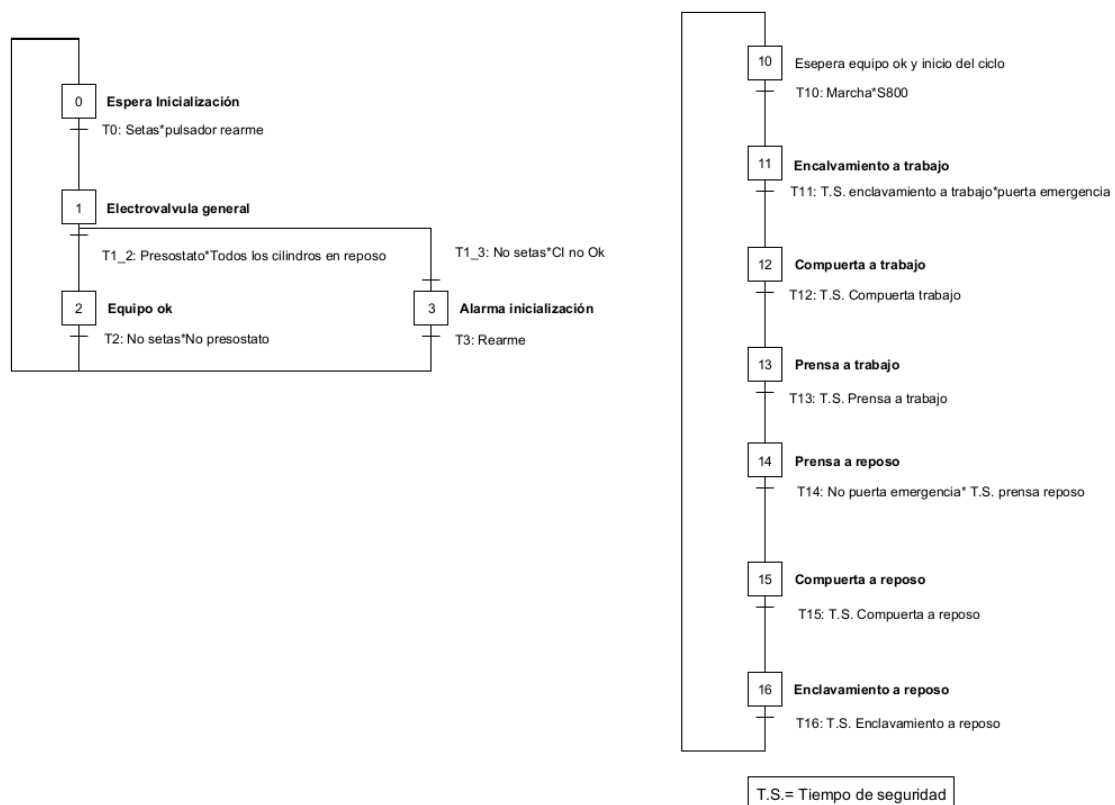 0
Espera Inicialización
T0: Setas*pulsador rearme
1
Electrovalvula general
T1_2: Presostato*Todos los cilindros en reposo
T1_3: No setas*CI no Ok
2
Equipo ok
3
Alarma inicialización
T2: No setas*No presostato
T3: Rearme
10
Esepera equipo ok y inicio del ciclo
T10: Marcha*S800
11
Encalvamiento a trabajo
T11: T.S. enclavamiento a trabajo*puerta emergencia
12
Compuerta a trabajo
T12: T.S. Compuerta trabajo
13
Prensa a trabajo
T13: T.S. Prensa a trabajo
14
Prensa a reposo
T14: No puerta emergencia* T.S. prensa reposo
15
Compuerta a reposo
T15: T.S. Compuerta a reposo
16
Enclavamiento a reposo
T16: T.S. Enclavamiento a reposo
T.S.= Tiempo de seguridad